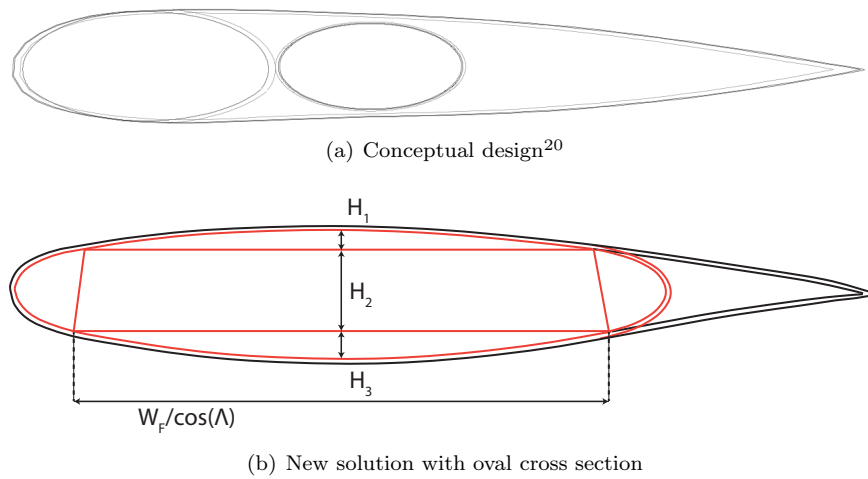 (a) Conceptual design20
H1
H2
H3
WF/cos(Λ)
(b) New solution with oval cross section